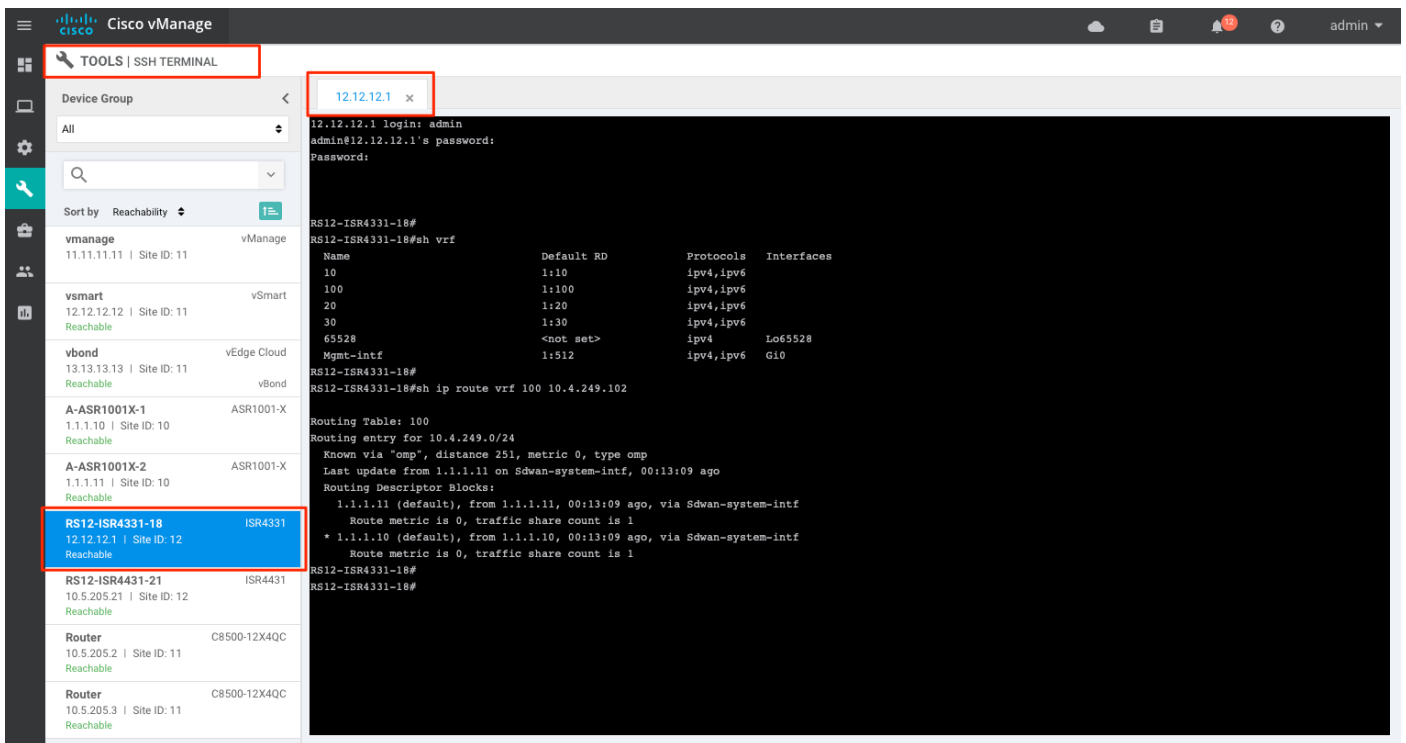 cisco Cisco vManage 12 admin
TOOLS | SSH TERMINAL
Device Group
All
Sort by Reachability
vmanage vManage
11.11.11.11 | Site ID: 11
vsmart vSmart
12.12.12.12 | Site ID: 11
Reachable
vbond vEdge Cloud
13.13.13.13 | Site ID: 11
Reachable vBond
A-ASR1001X-1 ASR1001-X
1.1.1.10 | Site ID: 10
Reachable
A-ASR1001X-2 ASR1001-X
1.1.1.11 | Site ID: 10
Reachable
RS12-ISR4331-18 ISR4331
12.12.12.1 | Site ID: 12
Reachable
RS12-ISR4431-21 ISR4431
10.5.205.21 | Site ID: 12
Reachable
Router C8500-12X4QC
10.5.205.2 | Site ID: 11
Reachable
Router C8500-12X4QC
10.5.205.3 | Site ID: 11
Reachable
12.12.12.1 x
12.12.12.1 login: admin
admin@12.12.12.1's password:
Password:
RS12-ISR4331-18#
RS12-ISR4331-18#sh vrf
Name Default RD Protocols Interfaces
10 1:10 ipv4,ipv6
100 1:100 ipv4,ipv6
20 1:20 ipv4,ipv6
30 1:30 ipv4,ipv6
65528 <not set> ipv4 Lo65528
Mgmt-intf 1:512 ipv4,ipv6 Gi0
RS12-ISR4331-18#
RS12-ISR4331-18#sh ip route vrf 100 10.4.249.102
Routing Table: 100
Routing entry for 10.4.249.0/24
Known via "omp", distance 251, metric 0, type omp
Last update from 1.1.1.11 on Sdwan-system-intf, 00:13:09 ago
Routing Descriptor Blocks:
1.1.1.11 (default), from 1.1.1.11, 00:13:09 ago, via Sdwan-system-intf
Route metric is 0, traffic share count is 1
* 1.1.1.10 (default), from 1.1.1.10, 00:13:09 ago, via Sdwan-system-intf
Route metric is 0, traffic share count is 1
RS12-ISR4331-18#
RS12-ISR4331-18#